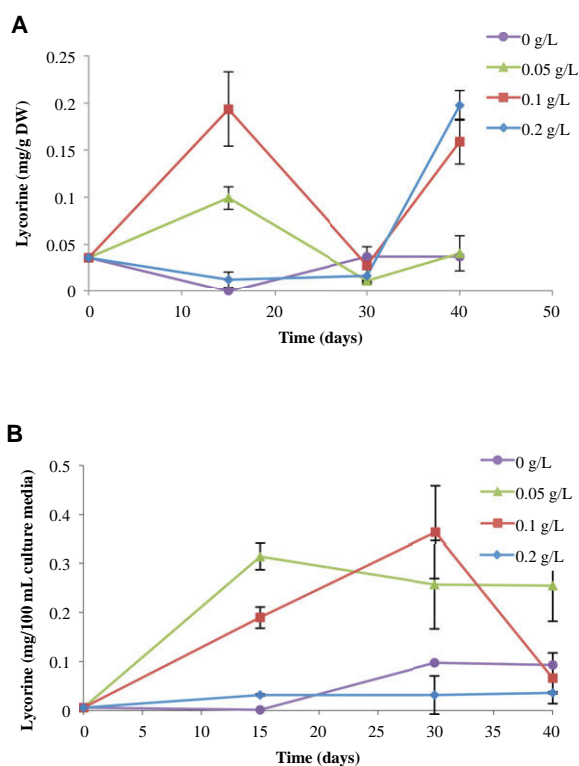 A
0 g/L
0.05 g/L
0.1 g/L
0.2 g/L
Lycorine (mg/g DW)
0.25
0.2
0.15
0.1
0.05
0
0 10 20 30 40 50
Time (days)
B
0 g/L
0.05 g/L
0.1 g/L
0.2 g/L
Lycorine (mg/100 mL culture media)
0.5
0.4
0.3
0.2
0.1
0
0 5 15 20 25 30 35 40
Time (days)